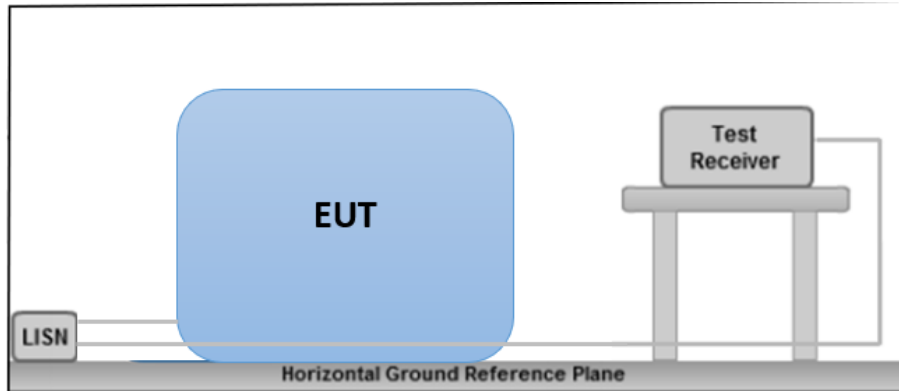 EUT
Test
Receiver
LISN
Horizontal Ground Reference Plane